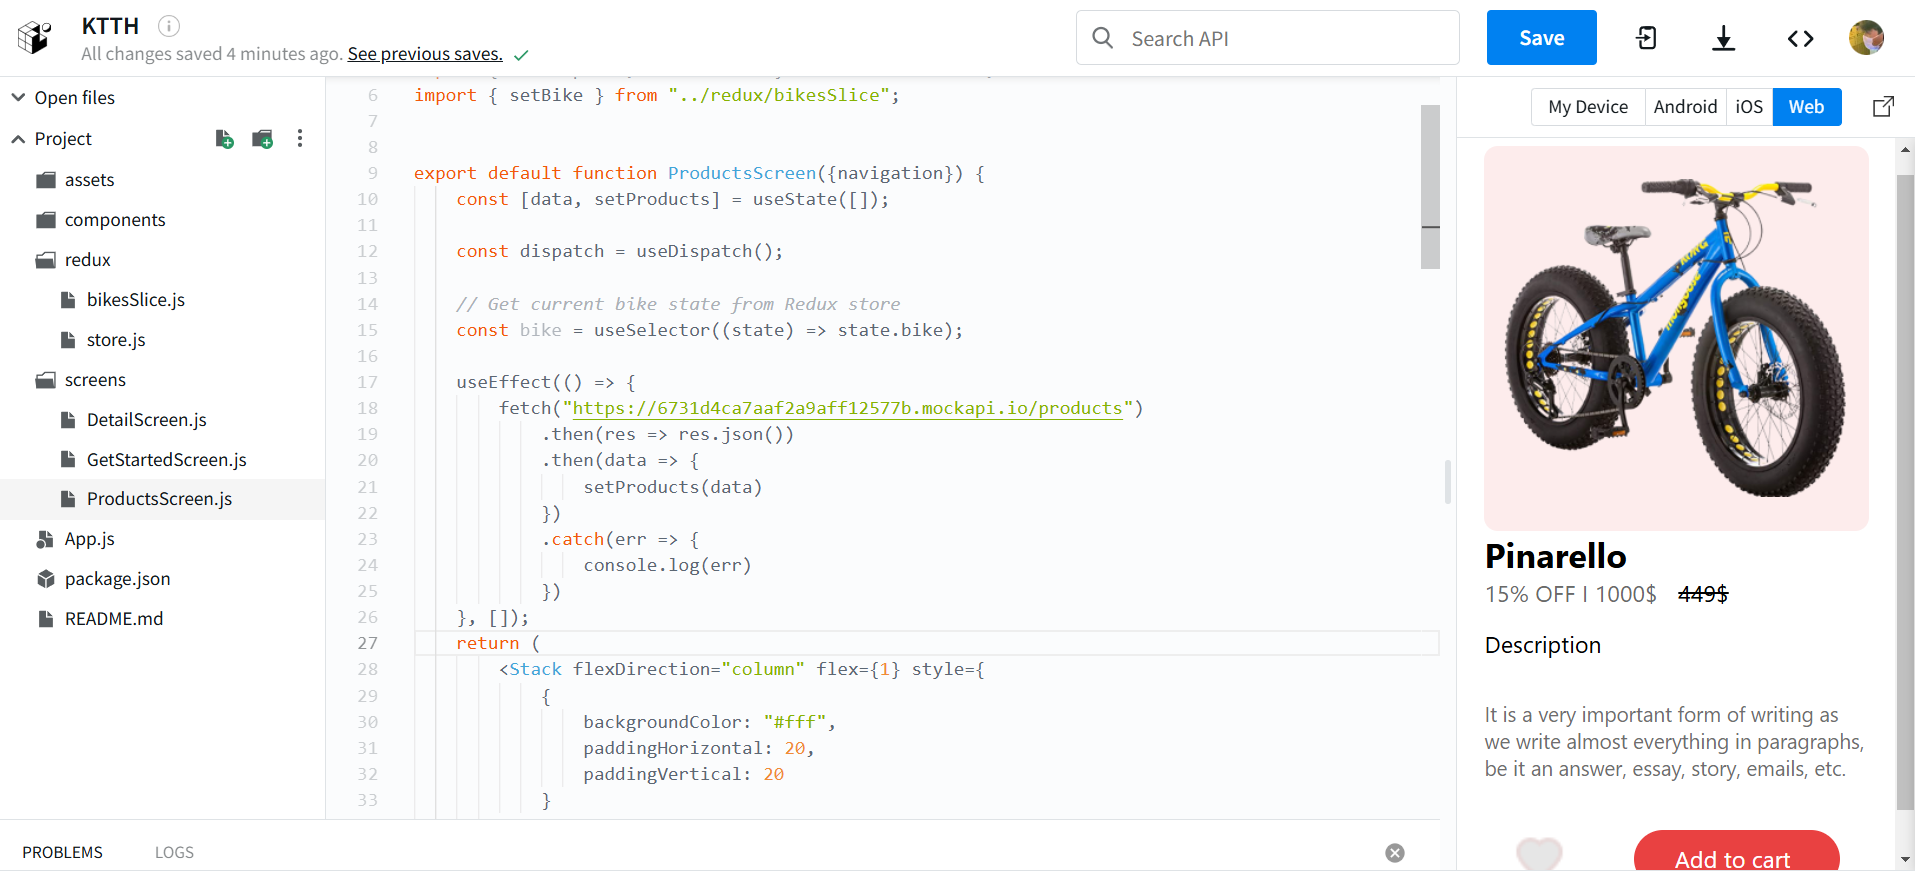 KTTH
All changes saved 4 minutes ago. See previous saves.
Search API
Save
Open files
Project
assets
components
redux
bikesSlice.js
store.js
screens
DetailScreen.js
GetStartedScreen.js
ProductsScreen.js
App.js
package.json
README.md
6 import { setBike } from "../redux/bikesSlice";
7
8
9 export default function ProductsScreen({navigation}) {
10 const [data, setProducts] = useState([]);
11
12 const dispatch = useDispatch();
13
14 // Get current bike state from Redux store
15 const bike = useSelector((state) => state.bike);
16
17 useEffect(() => {
18 fetch("https://6731d4ca7aaf2a9aff12577b.mockapi.io/products")
19 .then(res => res.json())
20 .then(data => {
21 setProducts(data)
22 })
23 .catch(err => {
24 console.log(err)
25 })
26 }, []);
27 return (
28 <Stack flexDirection="column" flex={1} style={
29 {
30 backgroundColor: "#fff",
31 paddingHorizontal: 20,
32 paddingVertical: 20
33 }
PROBLEMS LOGS
My Device Android iOS Web
Pinarello
15% OFF I 1000$ 449$
Description
It is a very important form of writing as
we write almost everything in paragraphs,
be it an answer, essay, story, emails, etc.
Add to cart